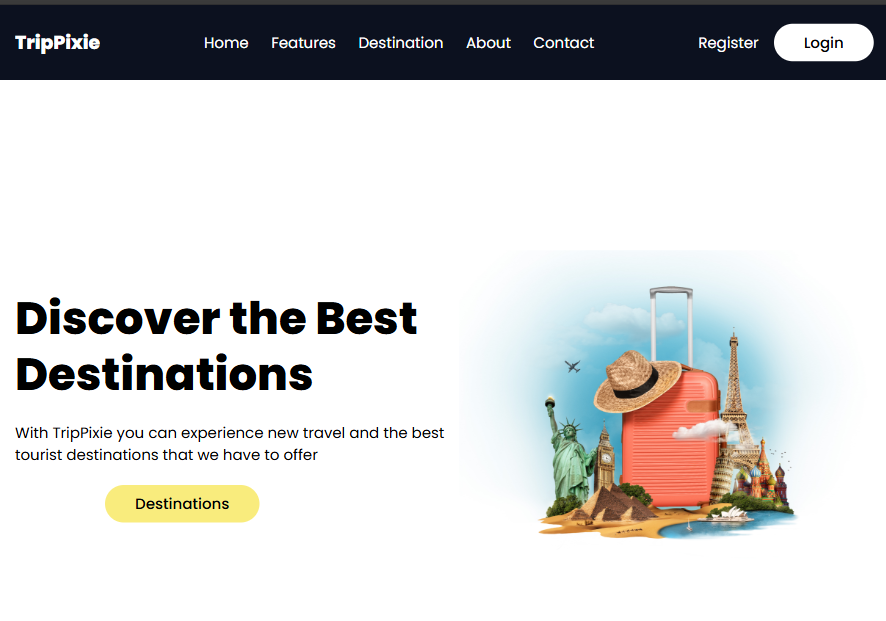 TripPixie Home Features Destination About Contact Register Login
Discover the Best
Destinations
With TripPixie you can experience new travel and the best
tourist destinations that we have to offer
Destinations